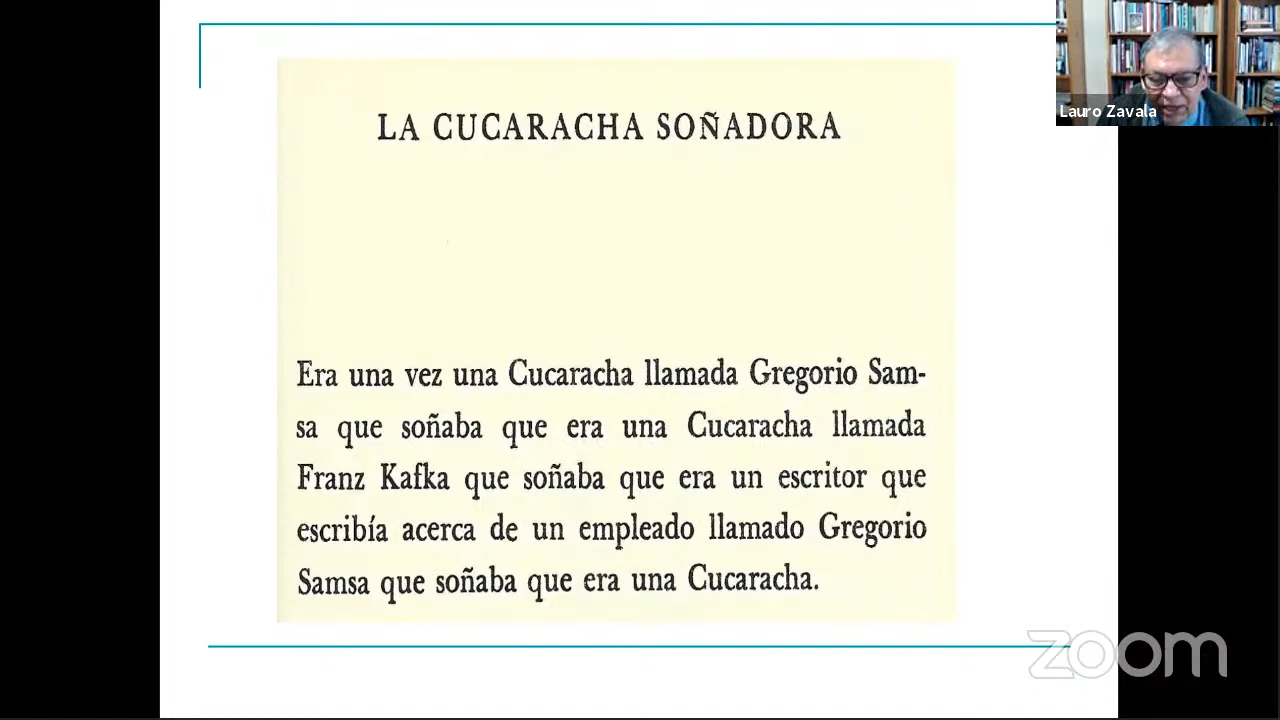 LA CUCARACHA SOÑADORA
Lauro Zavala
Era una vez una Cucaracha llamada Gregorio Sam-
sa que soñaba que era una Cucaracha llamada
Franz Kafka que soñaba que era un escritor que
escribía acerca de un empleado llamado Gregorio
Samsa que soñaba que era una Cucaracha.
zoom